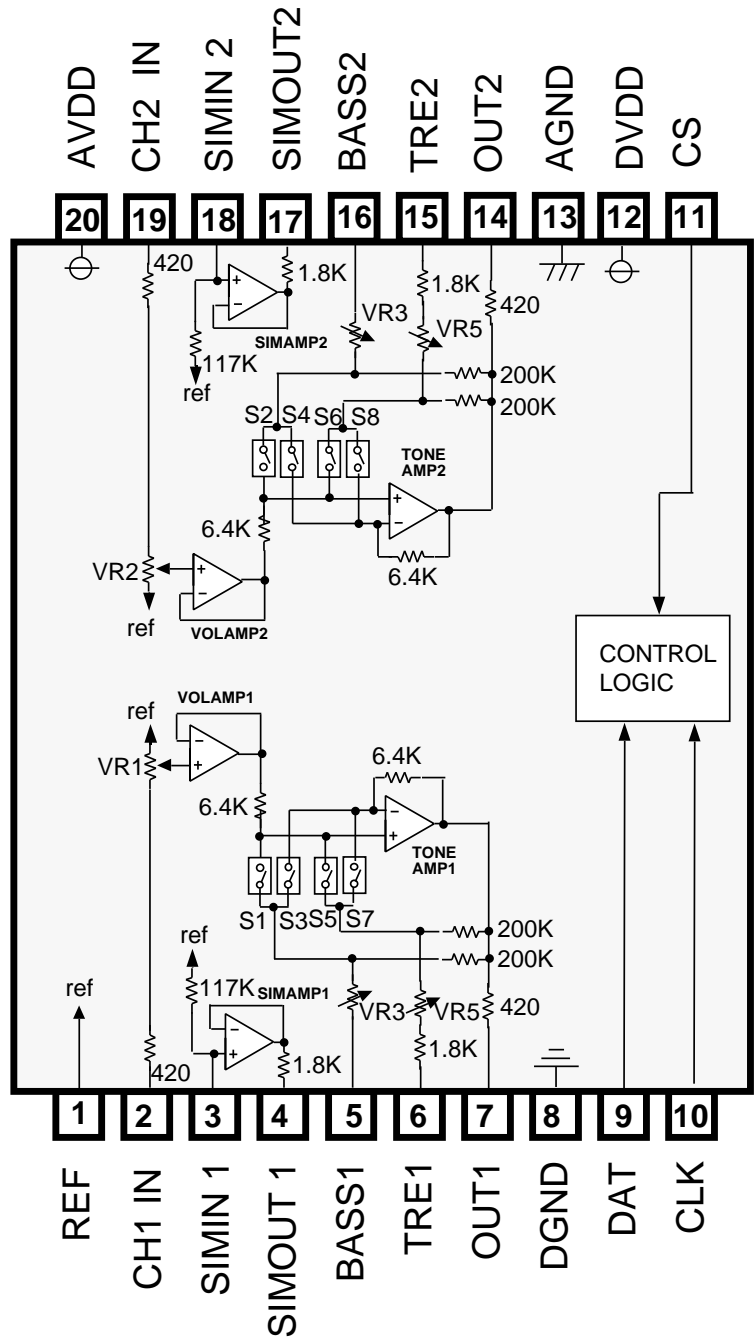 AVDD
CH2 IN
SIMIN 2
SIMOUT2
BASS2
TRE2
OUT2
AGND
DVDD
CS
20
19
18
17
16
15
14
13
12
11
420
1.8K
1.8K
VR3
VR5
420
SIMAMP2
117K
ref
200K
200K
S2
S4
S6
S8
TONE
AMP2
6.4K
6.4K
VR2
ref
VOLAMP2
CONTROL
LOGIC
VOLAMP1
ref
VR1
6.4K
6.4K
TONE
AMP1
S1
S3
S5
S7
200K
200K
ref
ref
117K
SIMAMP1
VR3
VR5
420
420
1.8K
1.8K
1
2
3
4
5
6
7
8
9
10
REF
CH1 IN
SIMIN 1
SIMOUT 1
BASS1
TRE1
OUT1
DGND
DAT
CLK